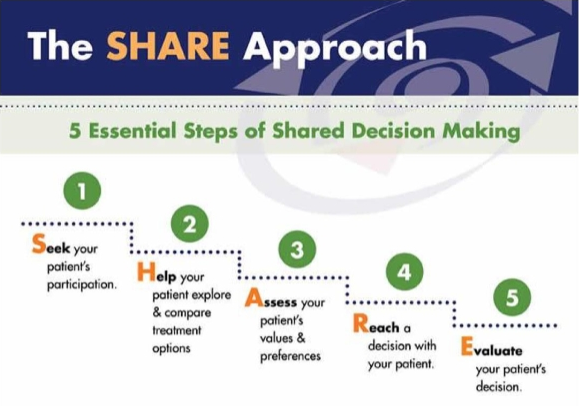 The SHARE Approach
5 Essential Steps of Shared Decision Making
1
Seek your
patient's
participation.
2
Help your
patient explore
& compare
treatment
options
3
Assess your
patient's
values &
preferences
4
Reach a
decision with
your patient.
5
Evaluate
your patient's
decision.